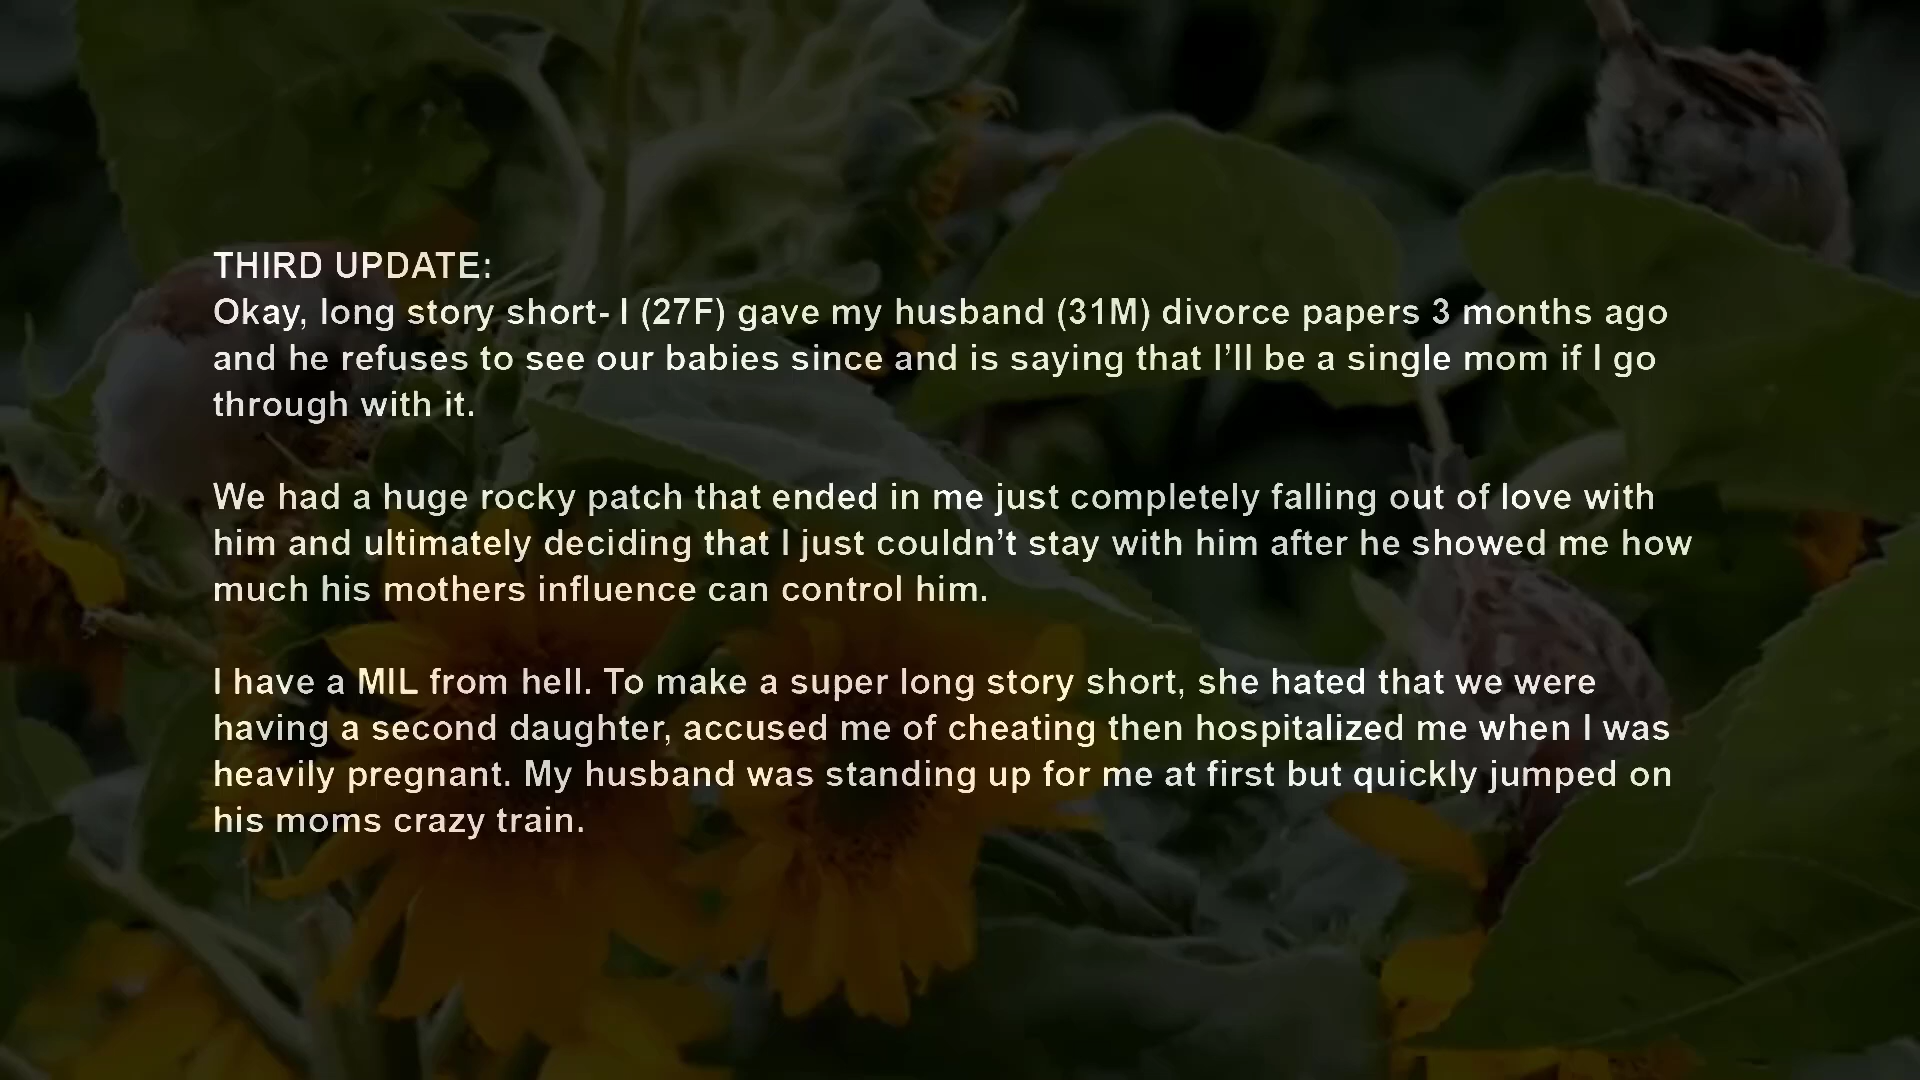 THIRD UPDATE:
Okay, long story short- I (27F) gave my husband (31M) divorce papers 3 months ago
and he refuses to see our babies since and is saying that I’ll be a single mom if I go
through with it.
We had a huge rocky patch that ended in me just completely falling out of love with
him and ultimately deciding that I just couldn’t stay with him after he showed me how
much his mothers influence can control him.
I have a MIL from hell. To make a super long story short, she hated that we were
having a second daughter, accused me of cheating then hospitalized me when I was
heavily pregnant. My husband was standing up for me at first but quickly jumped on
his moms crazy train.